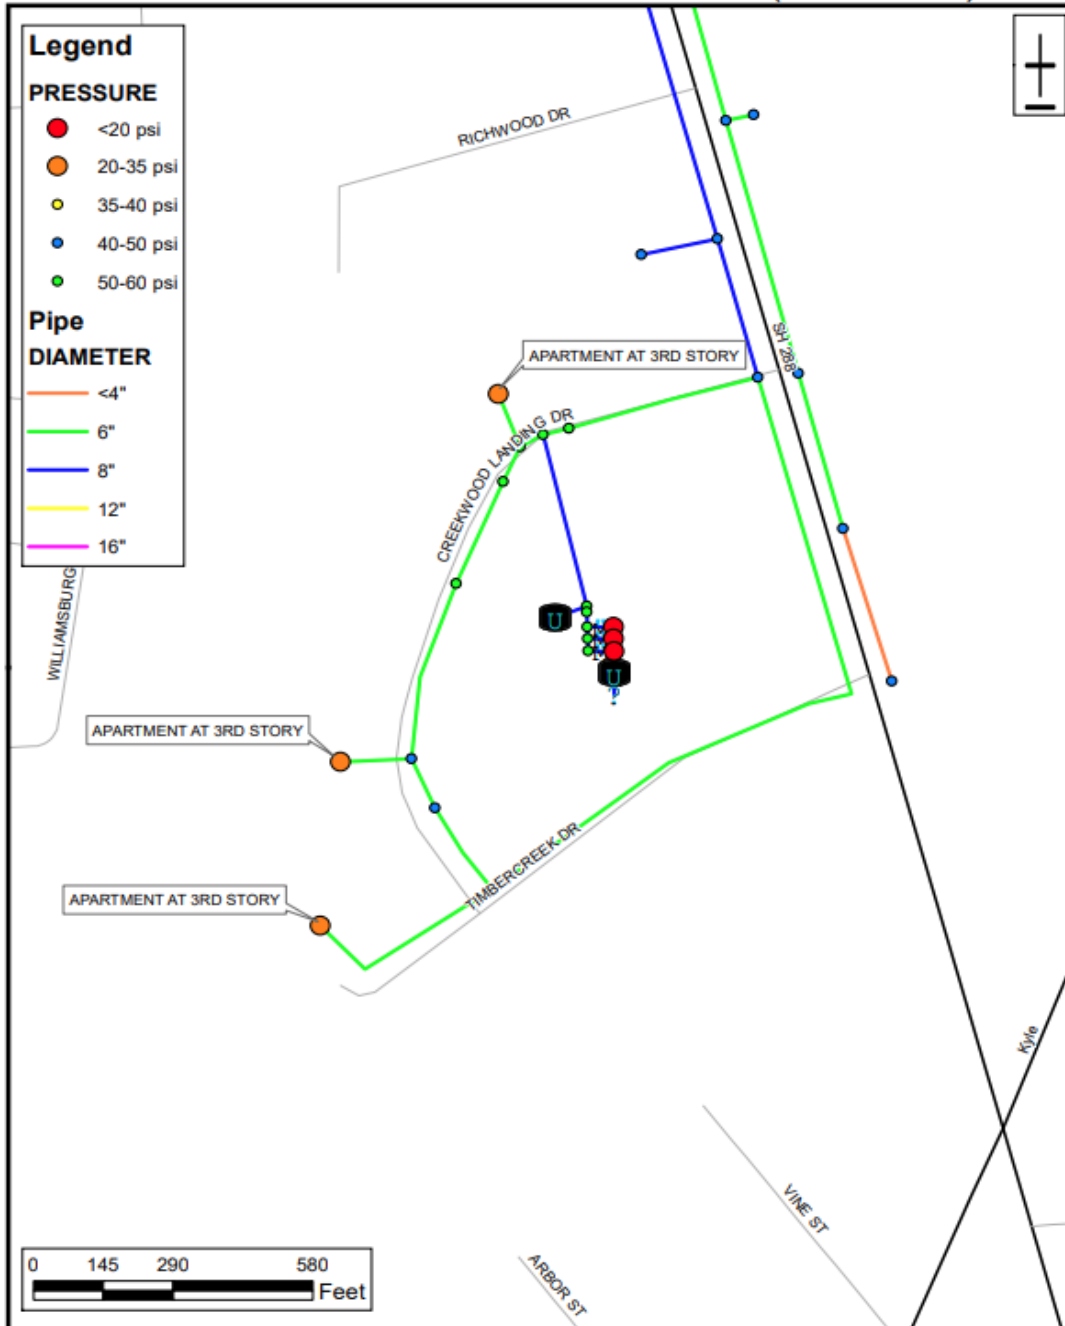 Legend
PRESSURE
<20 psi
20-35 psi
35-40 psi
40-50 psi
50-60 psi
Pipe
DIAMETER
<4"
6"
8"
12"
16"
RICHWOOD DR
SH 288
APARTMENT AT 3RD STORY
CREEKWOOD LANDING DR
WILLIAMSBURG
U
U
APARTMENT AT 3RD STORY
TIMBERCREEK DR
APARTMENT AT 3RD STORY
Kyle
VINE ST
ARBOR ST
0 145 290 580
Feet